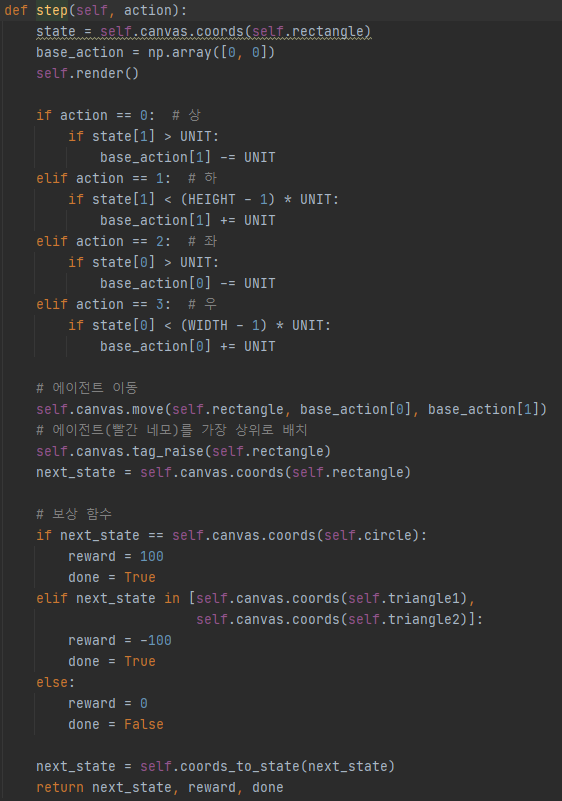 def step(self, action):
    state = self.canvas.coords(self.rectangle)
    base_action = np.array([0, 0])
    self.render()

    if action == 0:  # 상
        if state[1] > UNIT:
            base_action[1] -= UNIT
    elif action == 1:  # 하
        if state[1] < (HEIGHT - 1) * UNIT:
            base_action[1] += UNIT
    elif action == 2:  # 좌
        if state[0] > UNIT:
            base_action[0] -= UNIT
    elif action == 3:  # 우
        if state[0] < (WIDTH - 1) * UNIT:
            base_action[0] += UNIT

    # 에이전트 이동
    self.canvas.move(self.rectangle, base_action[0], base_action[1])
    # 에이전트(빨간 네모)를 가장 상위로 배치
    self.canvas.tag_raise(self.rectangle)
    next_state = self.canvas.coords(self.rectangle)

    # 보상 함수
    if next_state == self.canvas.coords(self.circle):
        reward = 100
        done = True
    elif next_state in [self.canvas.coords(self.triangle1),
                        self.canvas.coords(self.triangle2)]:
        reward = -100
        done = True
    else:
        reward = 0
        done = False

    next_state = self.coords_to_state(next_state)
    return next_state, reward, done